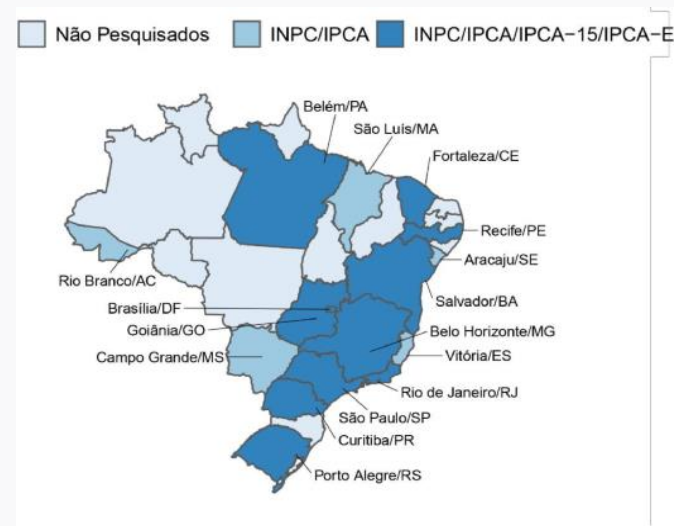 Não Pesquisados INPC/IPCA INPC/IPCA/IPCA-15/IPCA-E
Belém/PA
São Luís/MA
Fortaleza/CE
Recife/PE
Aracaju/SE
Rio Branco/AC
Salvador/BA
Brasília/DF
Goiânia/GO
Belo Horizonte/MG
Campo Grande/MS
Vitória/ES
Rio de Janeiro/RJ
São Paulo/SP
Curitiba/PR
Porto Alegre/RS